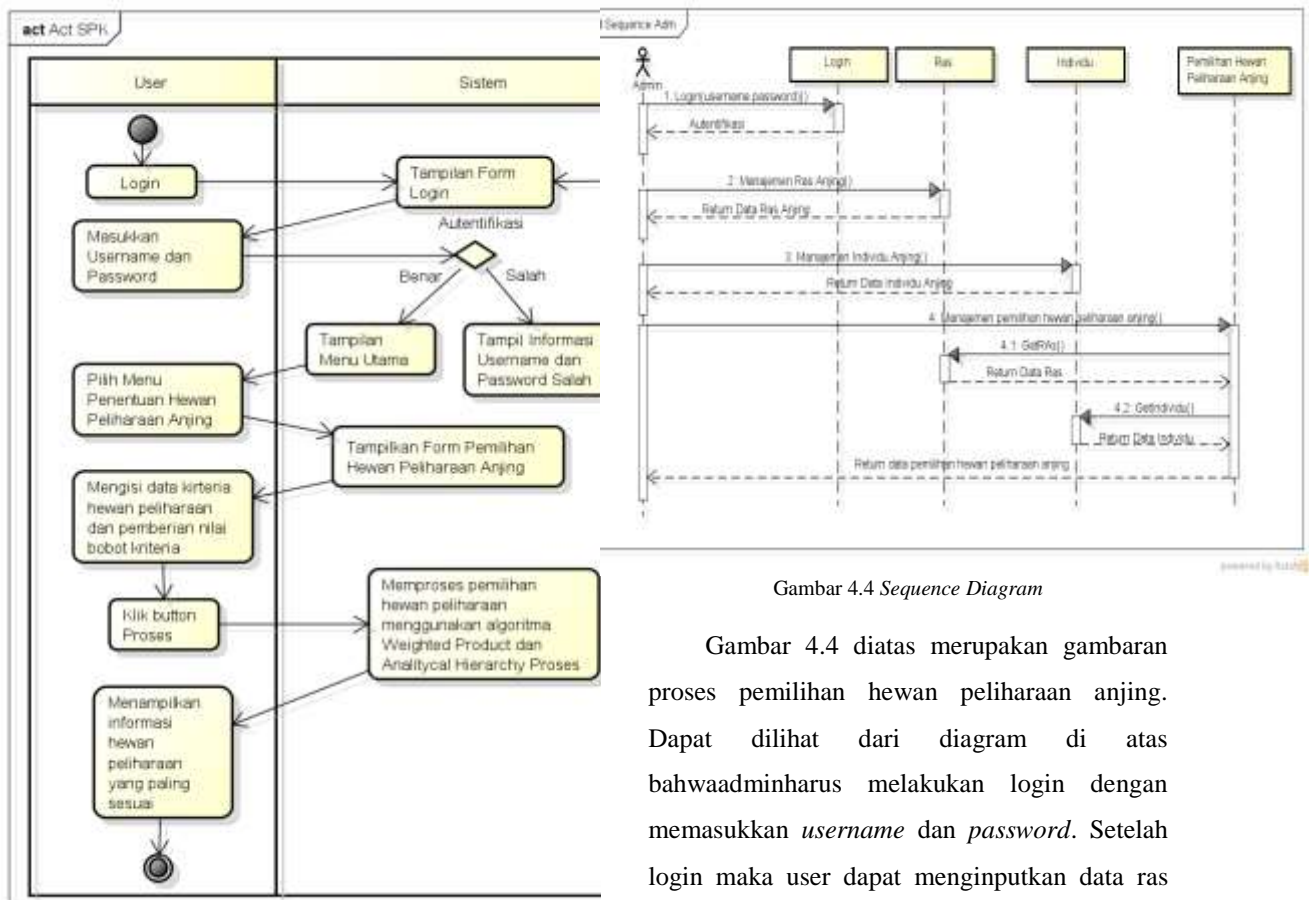 act Act SPK
User
Sistem
Login
Tampilan Form
Login
Masukkan
Username dan
Password
Autentifikasi
Benar
Salah
Tampilan
Menu Utama
Tampil Informasi
Username dan
Password Salah
Pilih Menu
Penentuan Hewan
Peliharaan Anjing
Tampilkan Form Pemilihan
Hewan Peliharaan Anjing
Mengisi data kirteria
hewan peliharaan
dan pemberian nilai
bobot kriteria
Klik button
Proses
Memproses pemilihan
hewan peliharaan
menggunakan algoritma
Weighted Product dan
Analitycal Hierarchy Proses
Menampilkan
informasi
hewan
peliharaan
yang paling
sesuai
Sequence Adm
Admin
Login
Ras
Individu
Pemilihan Hewan
Peliharaan Anjing
1. Login(username,password)()
Autentifikasi
2: Manajemen Ras Anjing()
Return Data Ras Anjing
3: Manajemen Individu Anjing()
Return Data Individu Anjing
4: Manajemen pemilihan hewan peliharaan anjing()
4.1: GetRAs()
Return Data Ras
4.2: GetIndividu()
Return Data Individu
Return data pemilihan hewan peliharaan anjing
powered by
Gambar 4.4 Sequence Diagram
Gambar 4.4 diatas merupakan gambaran
proses pemilihan hewan peliharaan anjing.
Dapat dilihat dari diagram di atas
bahwaadminharus melakukan login dengan
memasukkan username dan password. Setelah
login maka user dapat menginputkan data ras